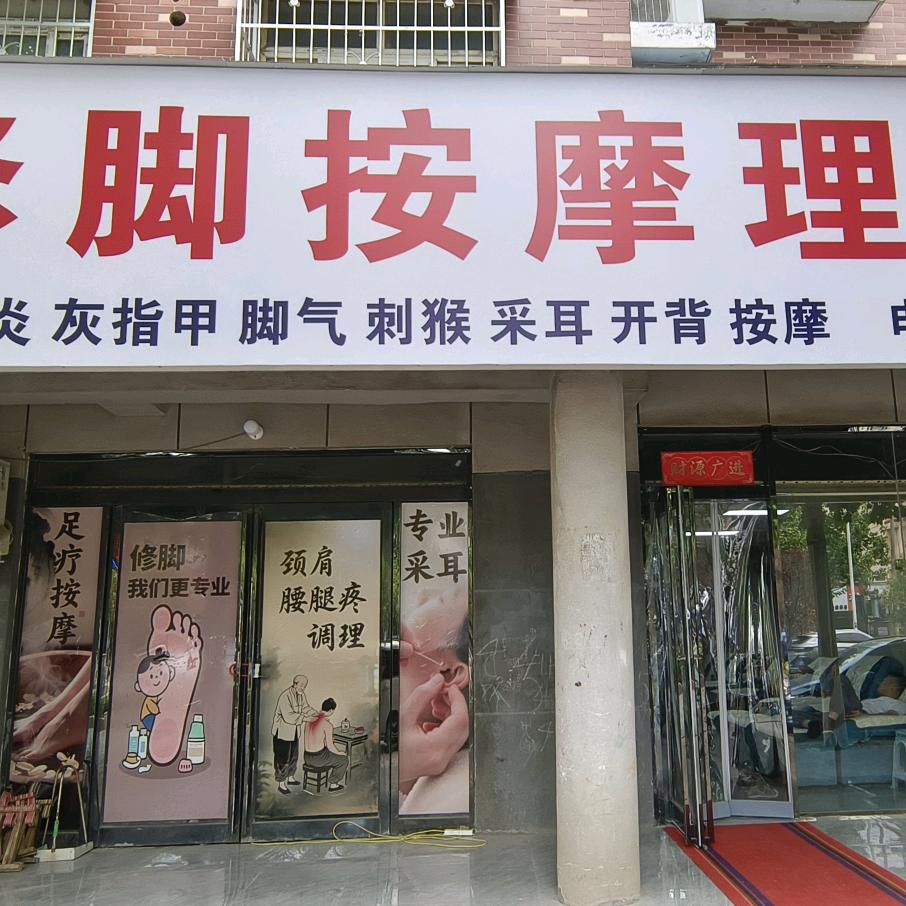 脚按摩理
炎 灰指甲 脚气 刺猴 采耳 开背 按摩
财源广进
足疗按摩
修脚
我们更专业
颈肩
腰腿疼
调理
专业
采耳